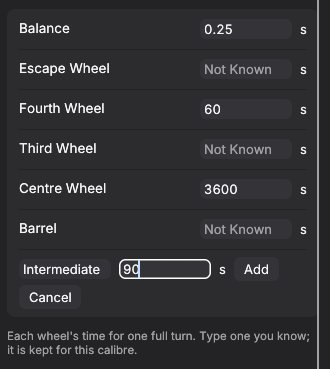 Balance 0.25 s
Escape Wheel Not Known s
Fourth Wheel 60 s
Third Wheel Not Known s
Centre Wheel 3600 s
Barrel Not Known s
Intermediate 90 s Add
Cancel
Each wheel's time for one full turn. Type one you know;
it is kept for this calibre.